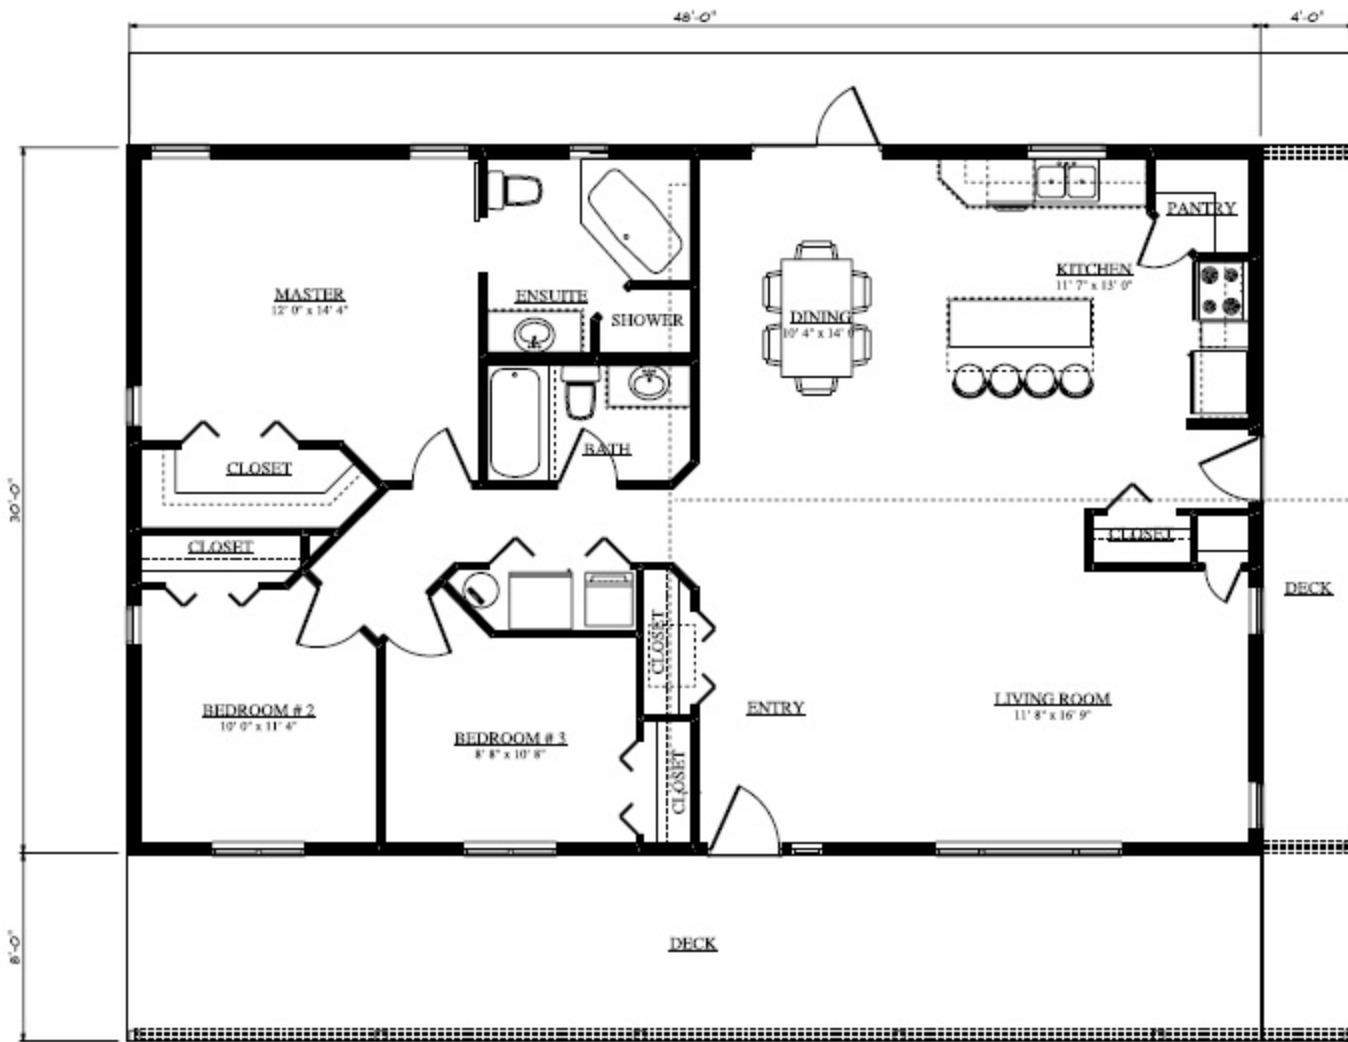 48'-0"
4'-0"
PANTRY
KITCHEN
11' 7" x 13' 0"
MASTER
12' 0" x 14' 4"
ENSUITE
SHOWER
DINING
10' 4" x 14'
BATH
CLOSET
30'-0"
CLOSET
CLOSET
DECK
CLOSET
BEDROOM # 2
10' 0" x 11' 4"
ENTRY
LIVING ROOM
11' 8" x 16' 9"
BEDROOM # 3
8' 8" x 10' 8"
CLOSET
DECK
8'-0"